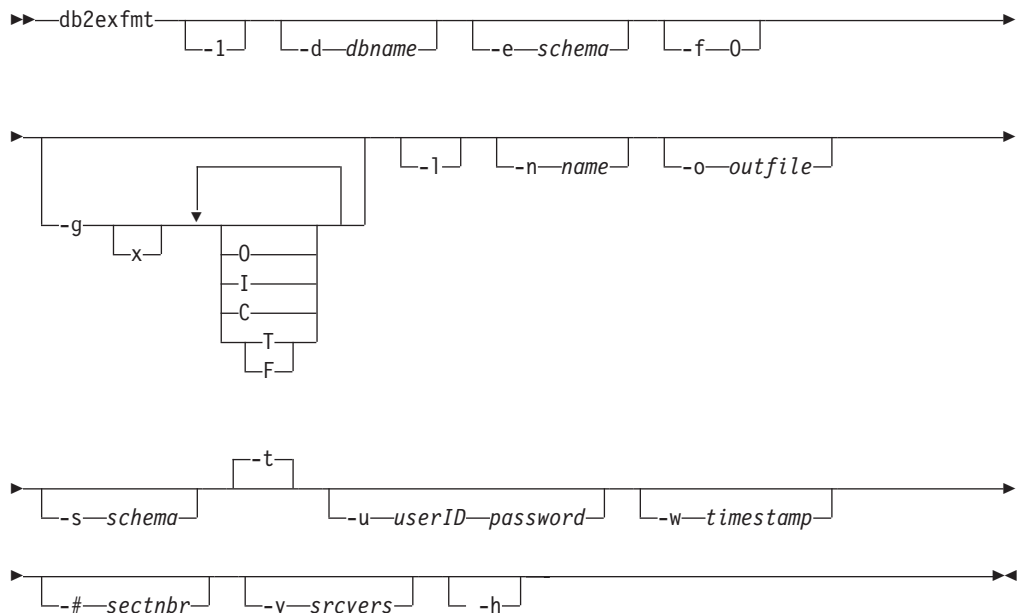 db2exfmt
-1 -d dbname -e schema -f O
-g x O I C T F -l -n name -o outfile
-t
-s schema -u userID password -w timestamp
-# sectnbr -v srcvers -h